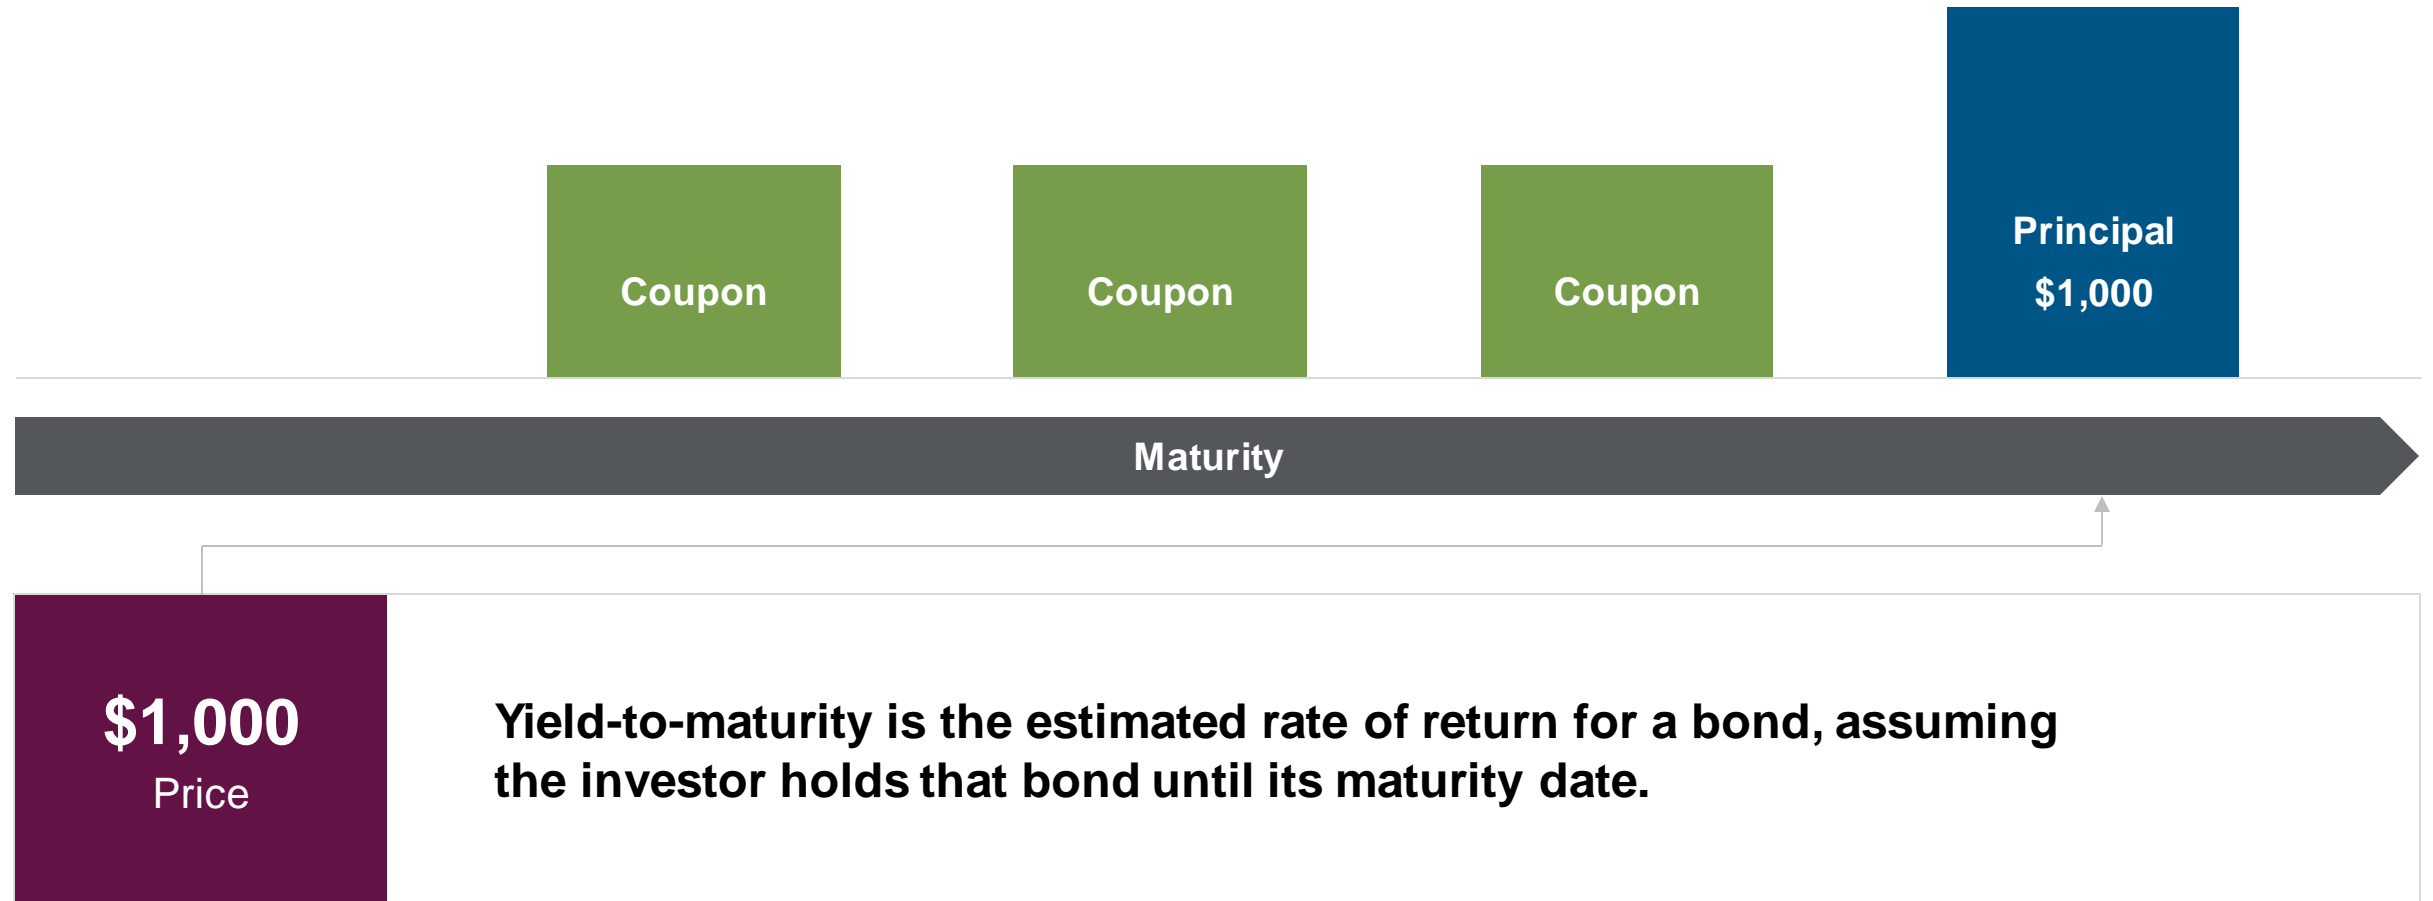 Principal
$1,000
Coupon
Coupon
Coupon
Maturity
$1,000
Price
Yield-to-maturity is the estimated rate of return for a bond, assuming
the investor holds that bond until its maturity date.